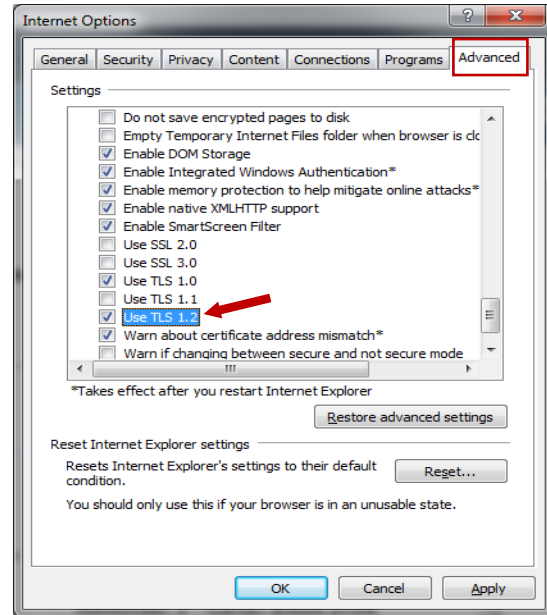 Internet Options
General Security Privacy Content Connections Programs Advanced
Settings
Do not save encrypted pages to disk
Empty Temporary Internet Files folder when browser is clo
Enable DOM Storage
Enable Integrated Windows Authentication*
Enable memory protection to help mitigate online attacks*
Enable native XMLHTTP support
Enable SmartScreen Filter
Use SSL 2.0
Use SSL 3.0
Use TLS 1.0
Use TLS 1.1
Use TLS 1.2
Warn about certificate address mismatch*
Warn if changing between secure and not secure mode
*Takes effect after you restart Internet Explorer
Restore advanced settings
Reset Internet Explorer settings
Resets Internet Explorer's settings to their default
condition.
Reset...
You should only use this if your browser is in an unusable state.
OK Cancel Apply